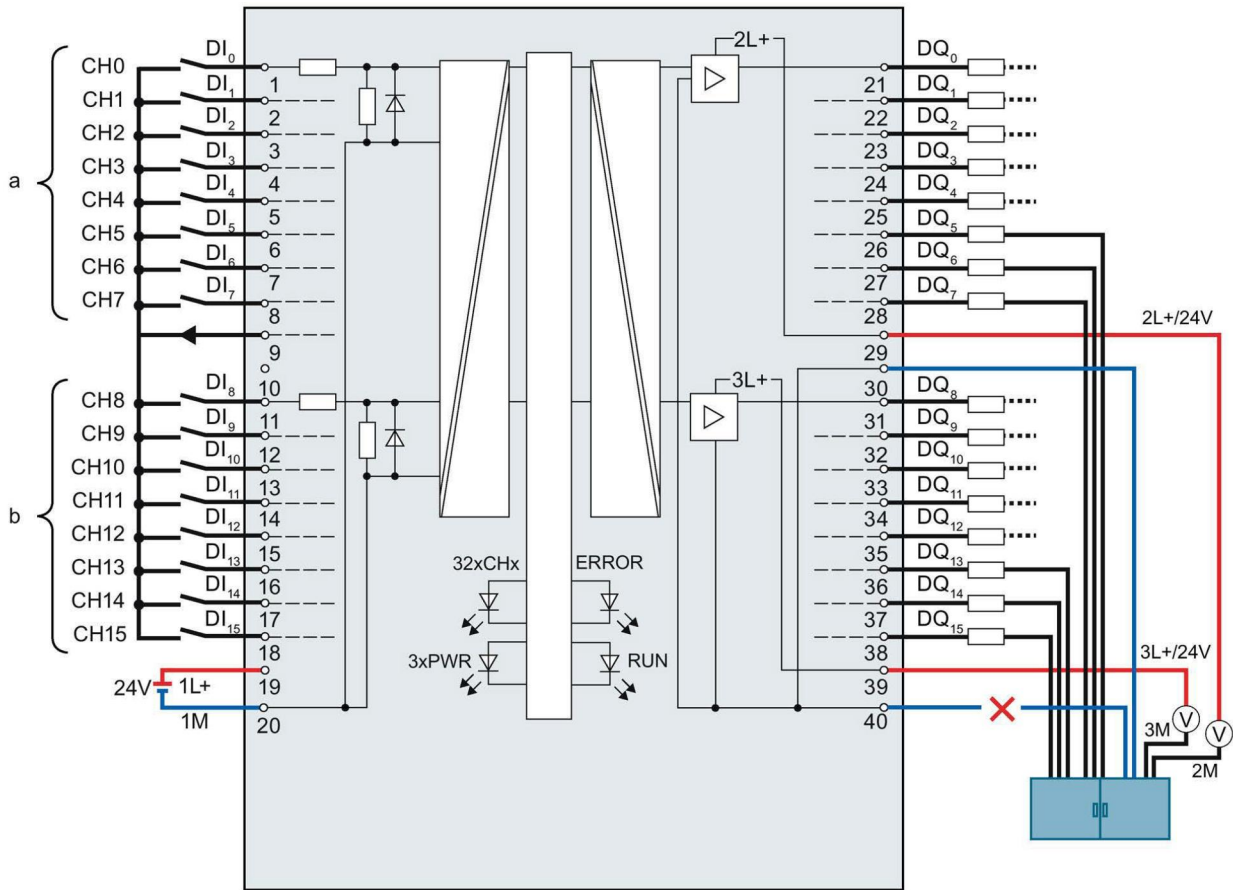 a
CH0
CH1
CH2
CH3
CH4
CH5
CH6
CH7
b
CH8
CH9
CH10
CH11
CH12
CH13
CH14
CH15
DI0
DI1
DI2
DI3
DI4
DI5
DI6
DI7
DI8
DI9
DI10
DI11
DI12
DI13
DI14
DI15
24V
1L+
1M
1
2
3
4
5
6
7
8
9
10
11
12
13
14
15
16
17
18
19
20
2L+
3L+
32xCHx
ERROR
3xPWR
RUN
21
22
23
24
25
26
27
28
29
30
31
32
33
34
35
36
37
38
39
40
DQ0
DQ1
DQ2
DQ3
DQ4
DQ5
DQ6
DQ7
2L+/24V
DQ8
DQ9
DQ10
DQ11
DQ12
DQ13
DQ14
DQ15
3L+/24V
V
V
3M
2M